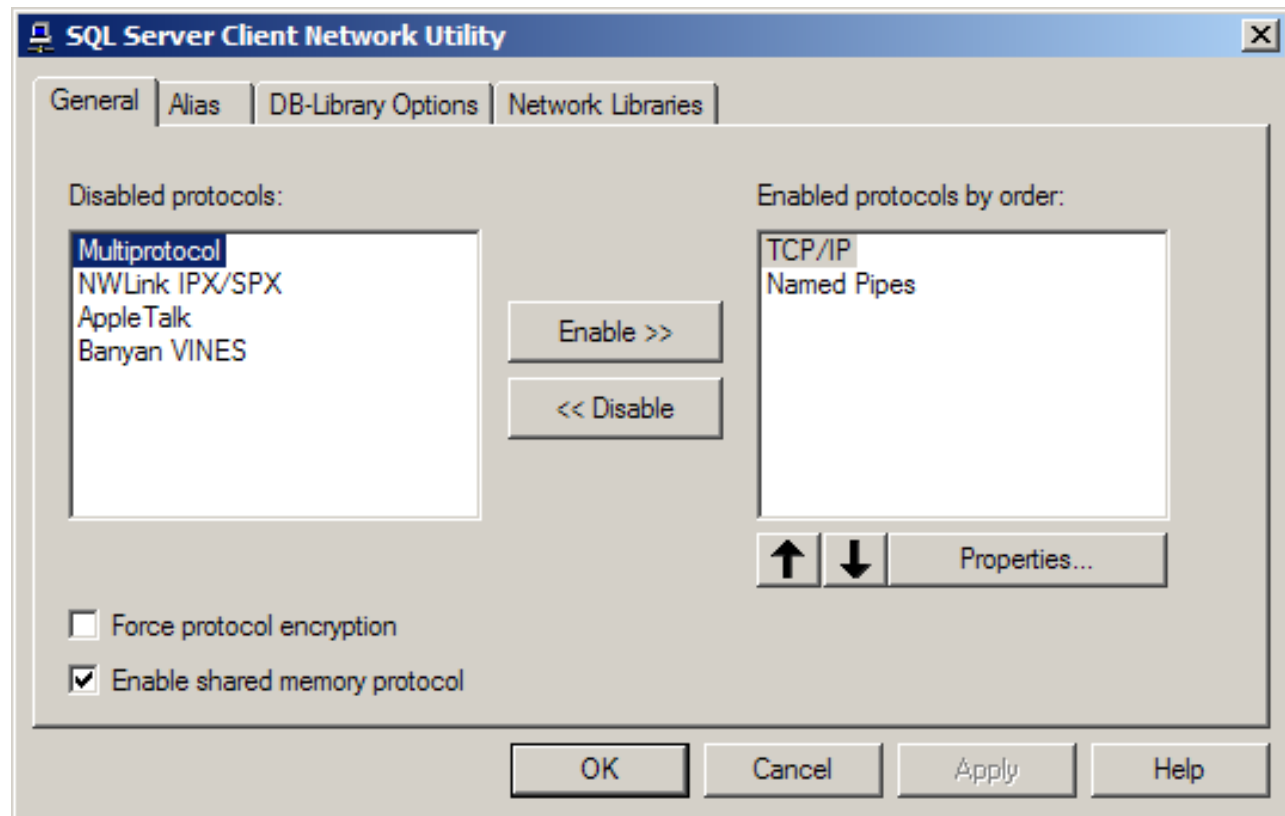 SQL Server Client Network Utility
General
Alias
DB-Library Options
Network Libraries
Disabled protocols:
Multiprotocol
NWLink IPX/SPX
AppleTalk
Banyan VINES
Enable >>
<< Disable
Enabled protocols by order:
TCP/IP
Named Pipes
Properties...
Force protocol encryption
Enable shared memory protocol
OK
Cancel
Apply
Help